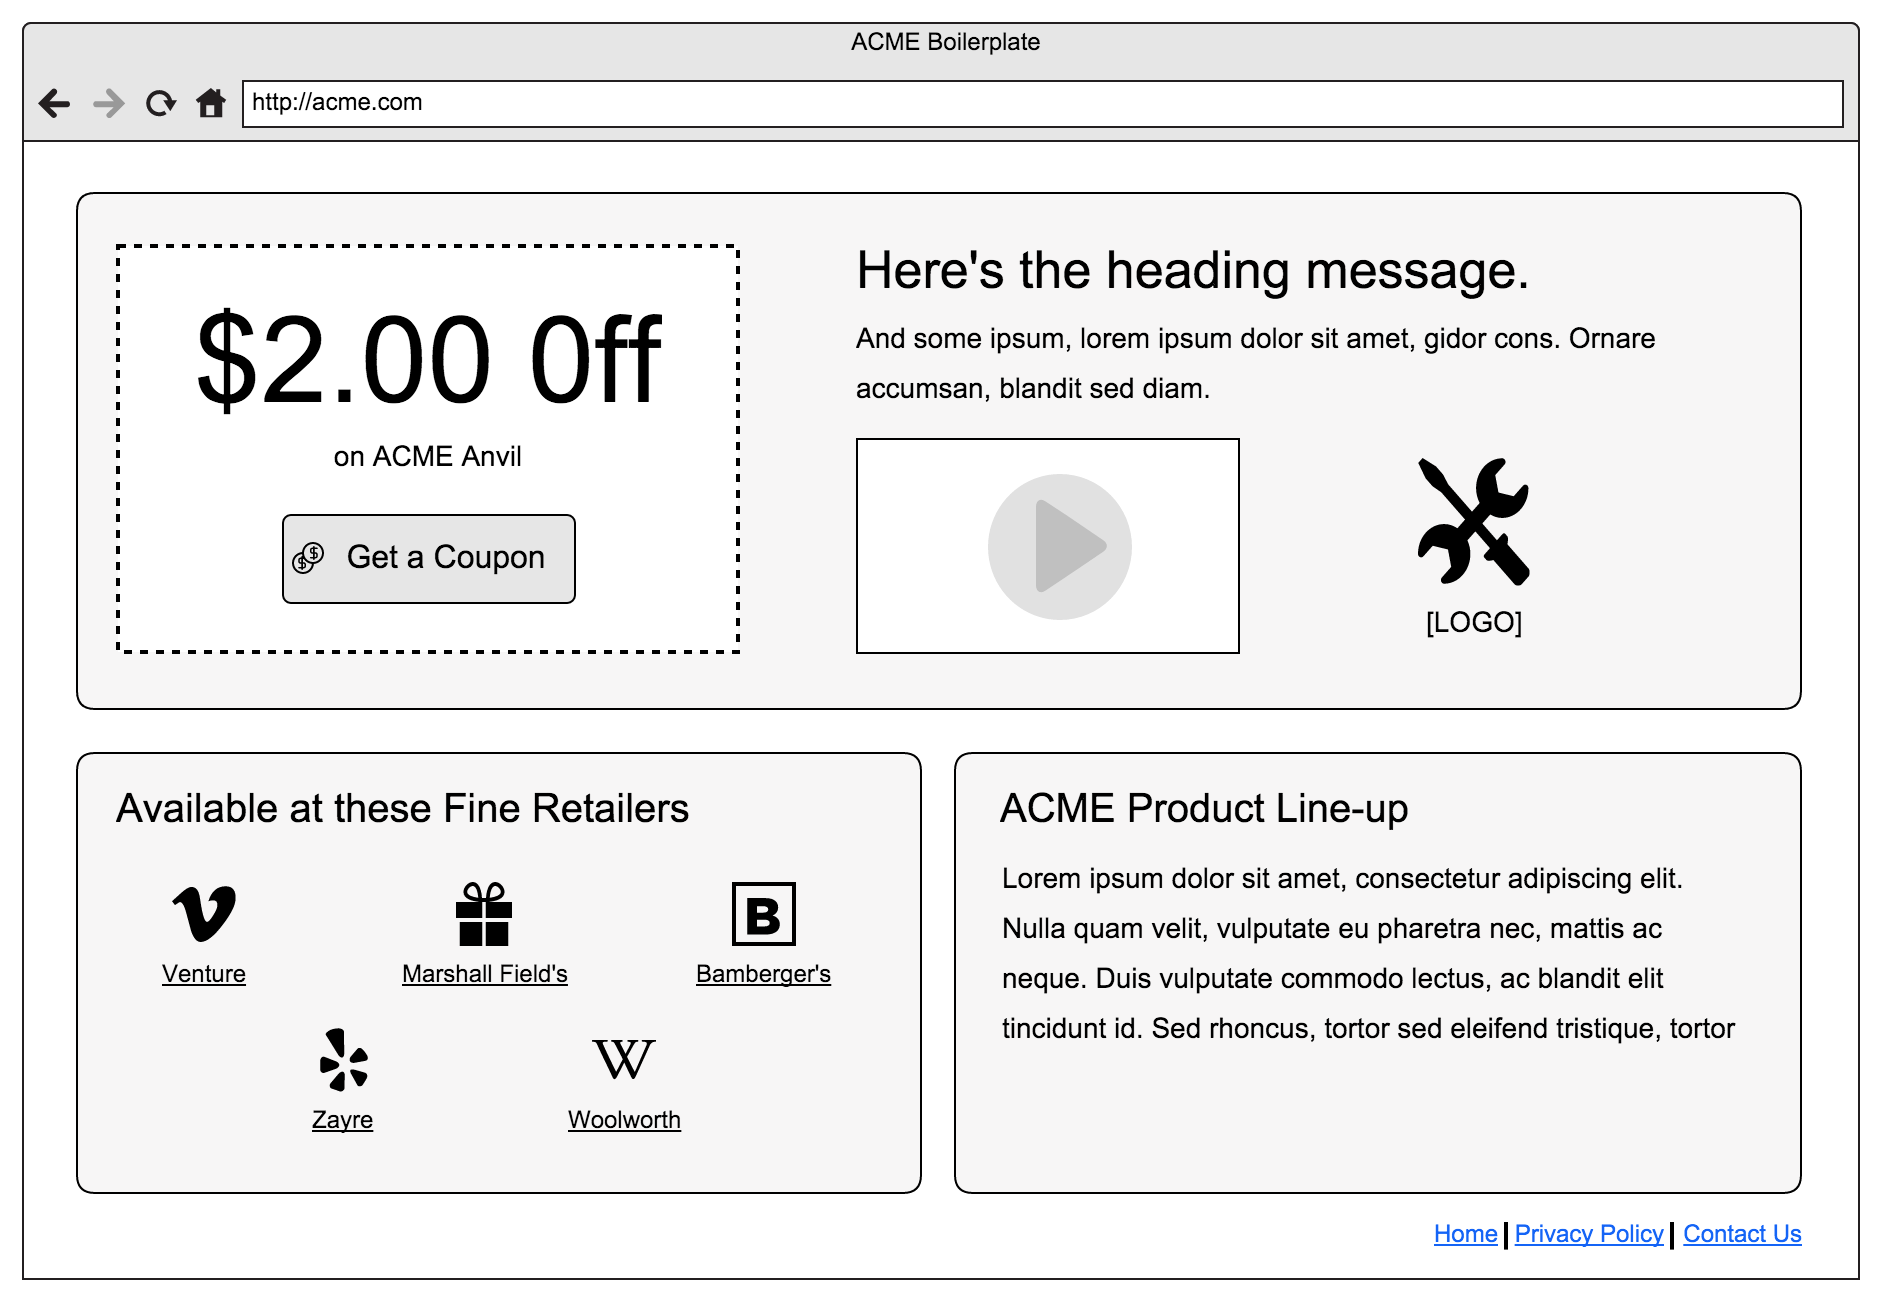 ACME Boilerplate
http://acme.com
$2.00 0ff
on ACME Anvil
$ $ Get a Coupon
Here's the heading message.
And some ipsum, lorem ipsum dolor sit amet, gidor cons. Ornare
accumsan, blandit sed diam.
[LOGO]
Available at these Fine Retailers
B
Venture
Marshall Field's
Bamberger's
W
Zayre
Woolworth
ACME Product Line-up
Lorem ipsum dolor sit amet, consectetur adipiscing elit.
Nulla quam velit, vulputate eu pharetra nec, mattis ac
neque. Duis vulputate commodo lectus, ac blandit elit
tincidunt id. Sed rhoncus, tortor sed eleifend tristique, tortor
Home | Privacy Policy | Contact Us